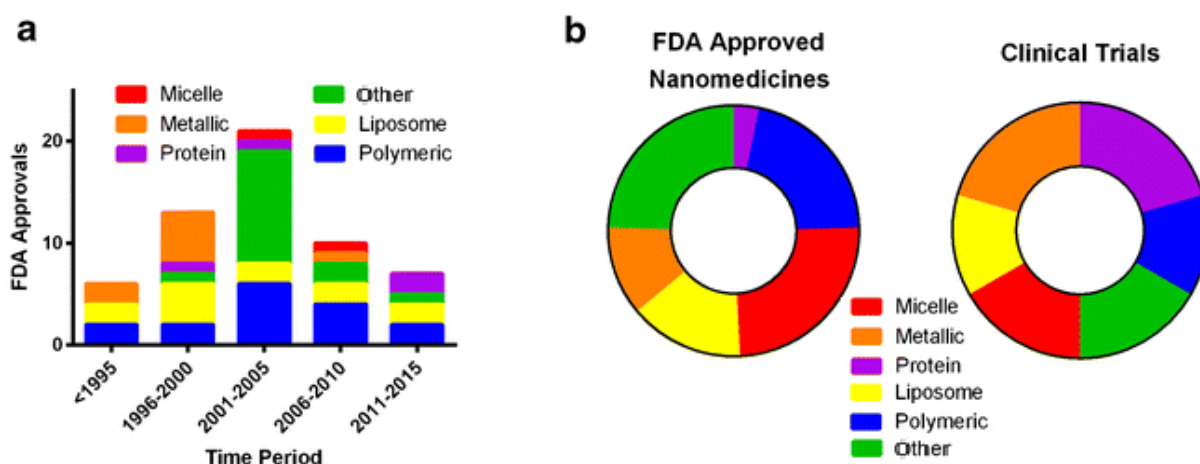 a
Micelle
Metallic
Protein
Other
Liposome
Polymeric
FDA Approvals
20
10
0
<1995
1996-2000
2001-2005
2006-2010
2011-2015
Time Period
b
FDA Approved
Nanomedicines
Clinical Trials
Micelle
Metallic
Protein
Liposome
Polymeric
Other